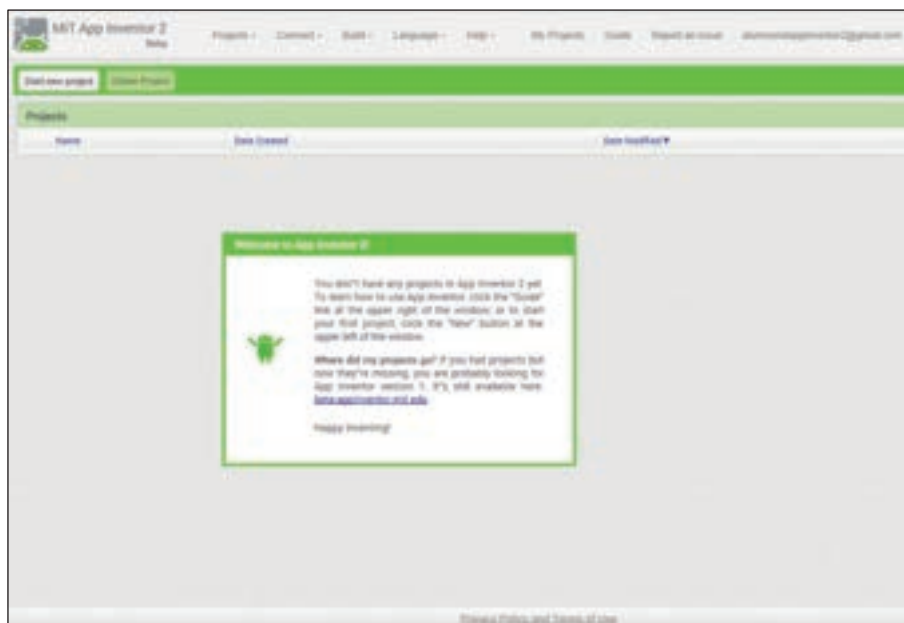 MIT App Inventor 2
Beta
Projects Connect Build Language Help My Projects Guide Report an Issue
Start new project Delete Project
Projects
Name Date Created Date Modified▼
Welcome to App Inventor 2!
You don't have any projects in App Inventor 2 yet.
To learn how to use App Inventor, click the "Guide"
link at the upper right of the window; or to start
your first project, click the "New" button at the
upper left of the window.
Where did my projects go? If you had projects but
now they're missing, you are probably looking for
App Inventor version 1. It's still available here:
beta.appinventor.mit.edu
Happy Inventing!
Privacy Policy and Terms of Use